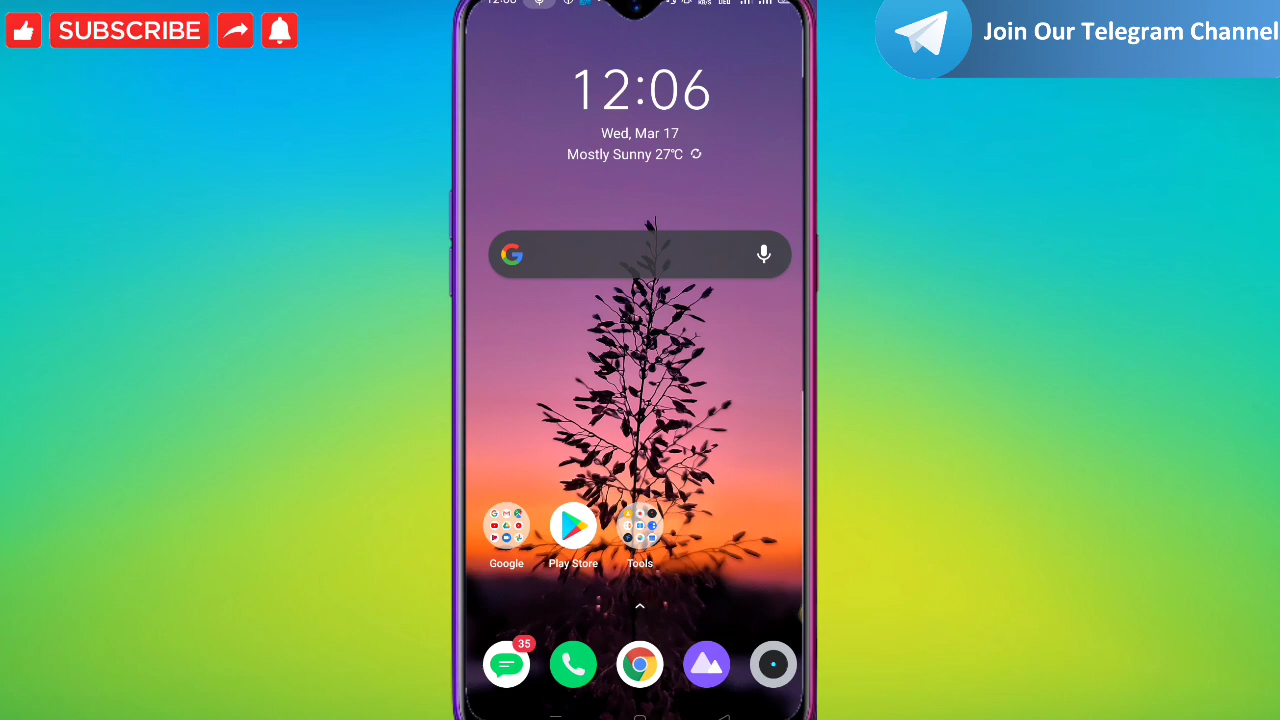 SUBSCRIBE
Join Our Telegram Channel
12:06
Wed, Mar 17
Mostly Sunny 27°C
Google
Play Store
Tools
35